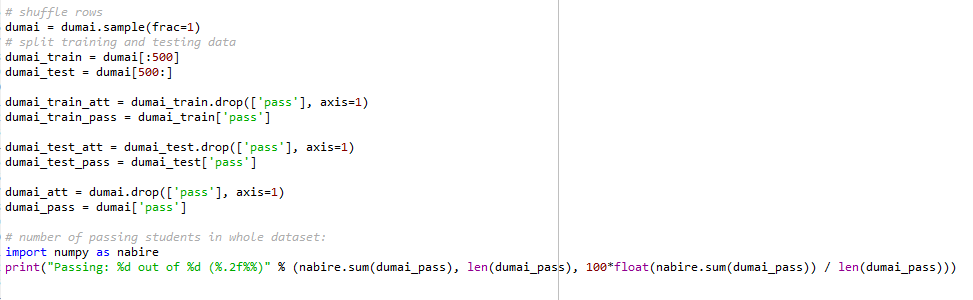 # shuffle rows
dumai = dumai.sample(frac=1)
# split training and testing data
dumai_train = dumai[:500]
dumai_test = dumai[500:]
dumai_train_att = dumai_train.drop(['pass'], axis=1)
dumai_train_pass = dumai_train['pass']
dumai_test_att = dumai_test.drop(['pass'], axis=1)
dumai_test_pass = dumai_test['pass']
dumai_att = dumai.drop(['pass'], axis=1)
dumai_pass = dumai['pass']
# number of passing students in whole dataset:
import numpy as nabire
print("Passing: %d out of %d (%.2f%%)" % (nabire.sum(dumai_pass), len(dumai_pass), 100*float(nabire.sum(dumai_pass)) / len(dumai_pass)))